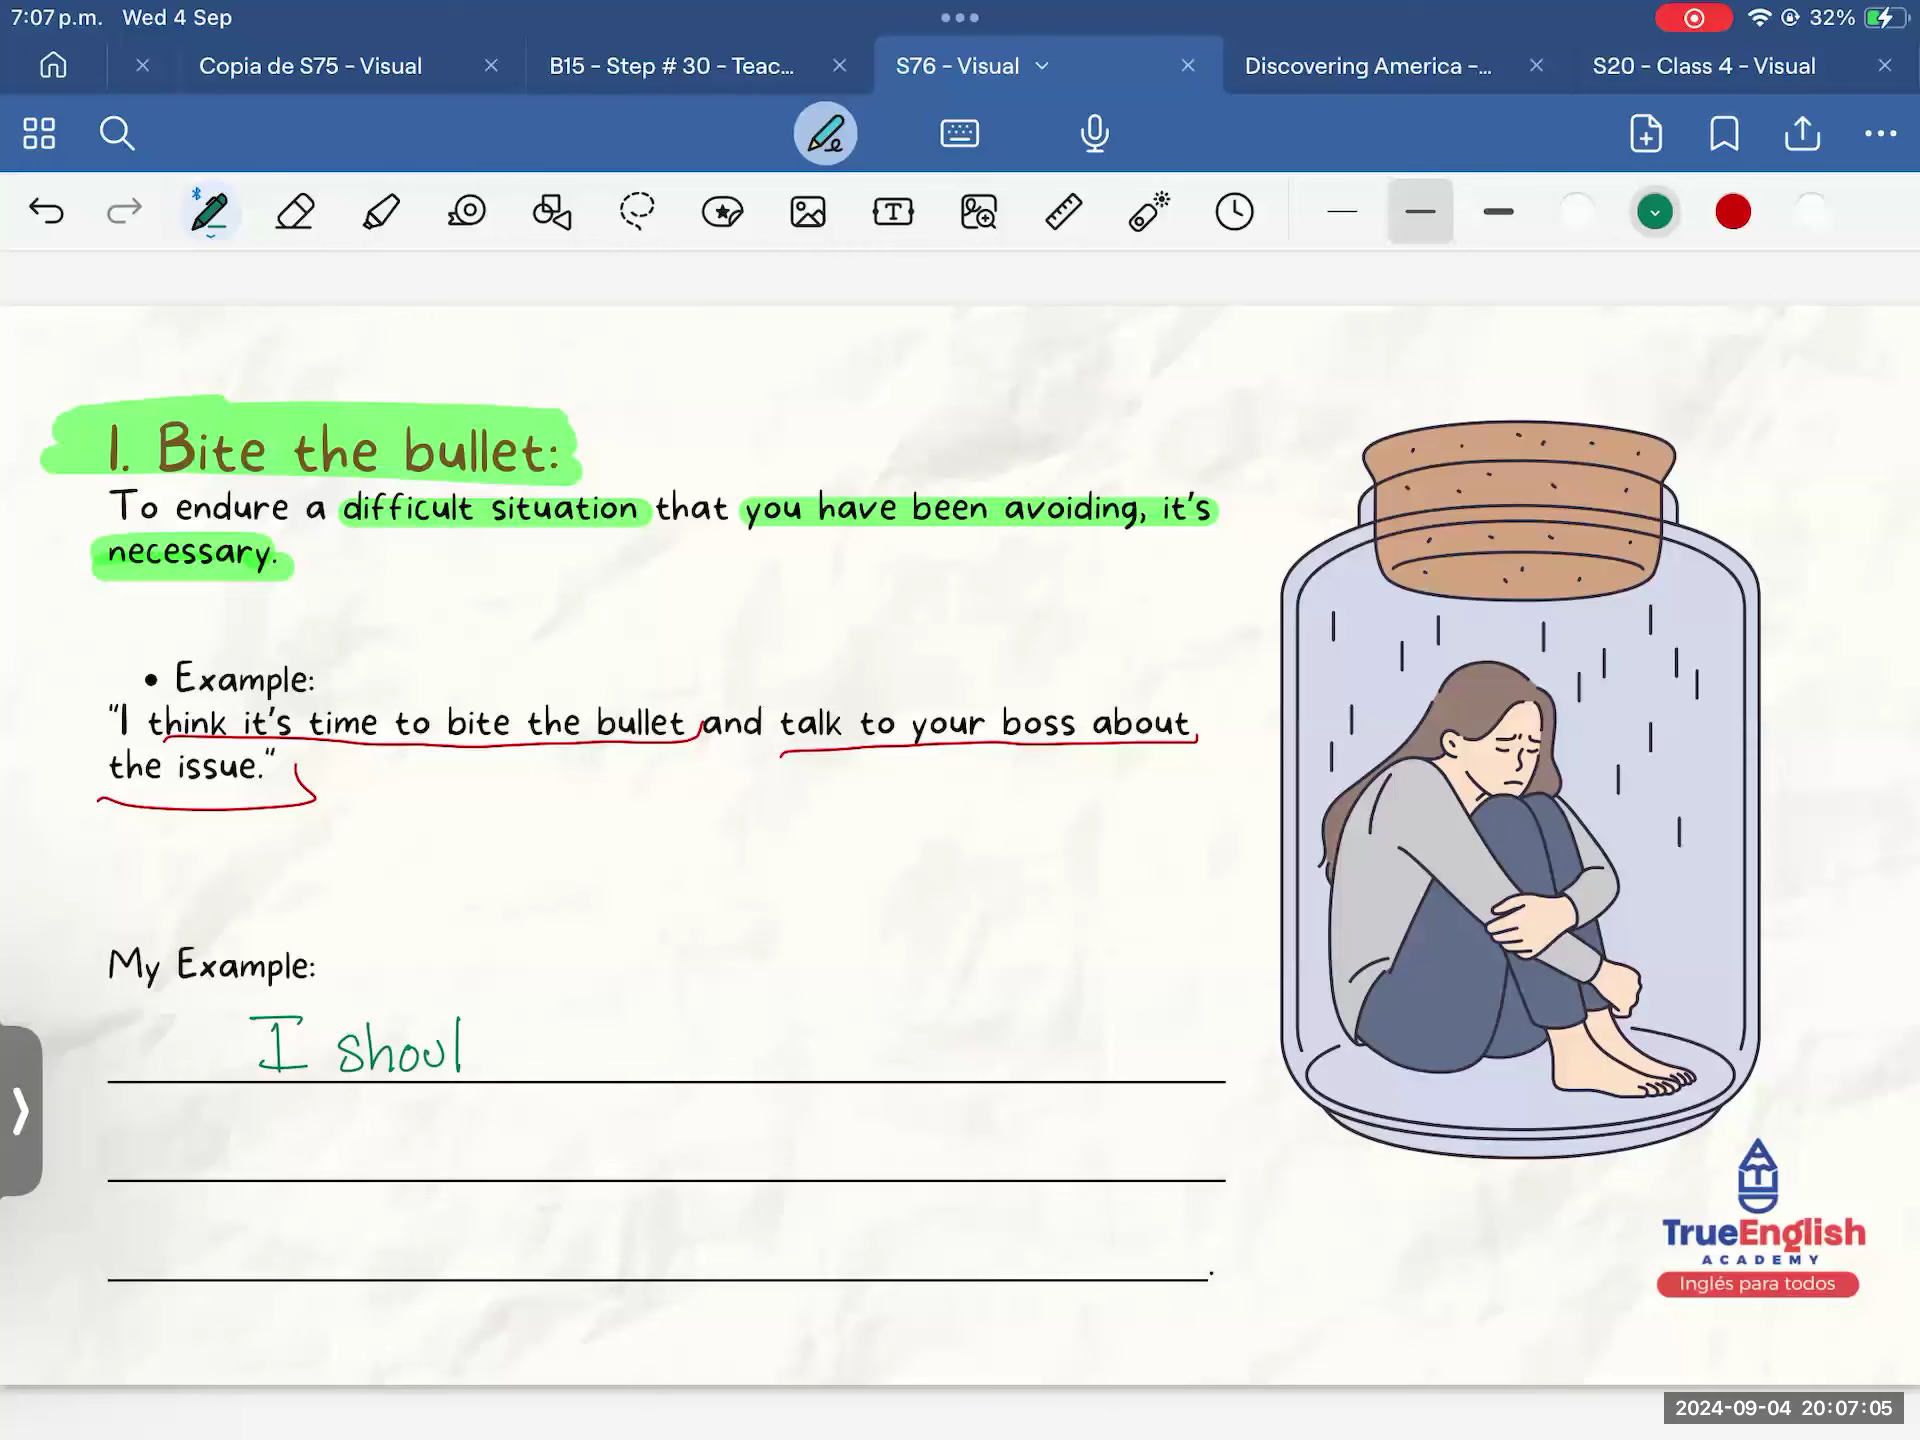 7:07 p.m. Wed 4 Sep
32%
Copia de S75 – Visual
B15 – Step # 30 – Teac...
S76 – Visual
Discovering America –...
S20 – Class 4 – Visual
1. Bite the bullet:
To endure a difficult situation that you have been avoiding, it's
necessary.
• Example:
"I think it's time to bite the bullet and talk to your boss about
the issue."
My Example:
I shoul
.
TrueEnglish
ACADEMY
Inglés para todos
2024-09-04 20:07:05